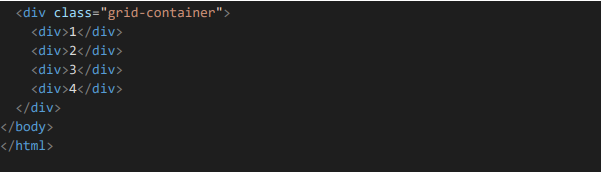 <div class="grid-container">
<div>1</div>
<div>2</div>
<div>3</div>
<div>4</div>
</div>
</body>
</html>